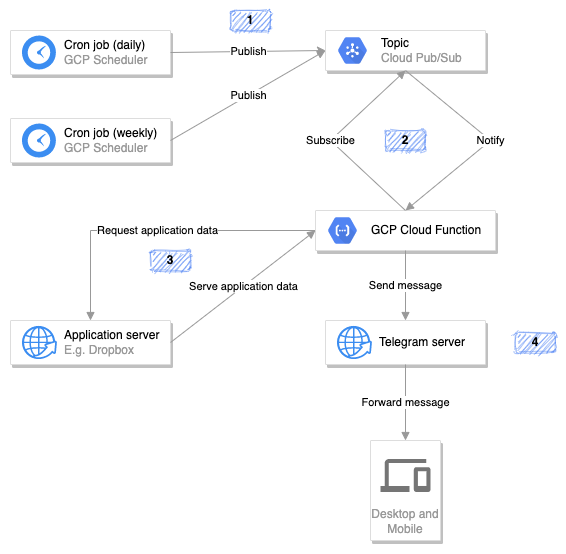 1
Cron job (daily)
GCP Scheduler
Publish
Topic
Cloud Pub/Sub
Publish
Cron job (weekly)
GCP Scheduler
Subscribe
2
Notify
Request application data
GCP Cloud Function
3
Serve application data
Send message
Application server
E.g. Dropbox
Telegram server
4
Forward message
Desktop and
Mobile